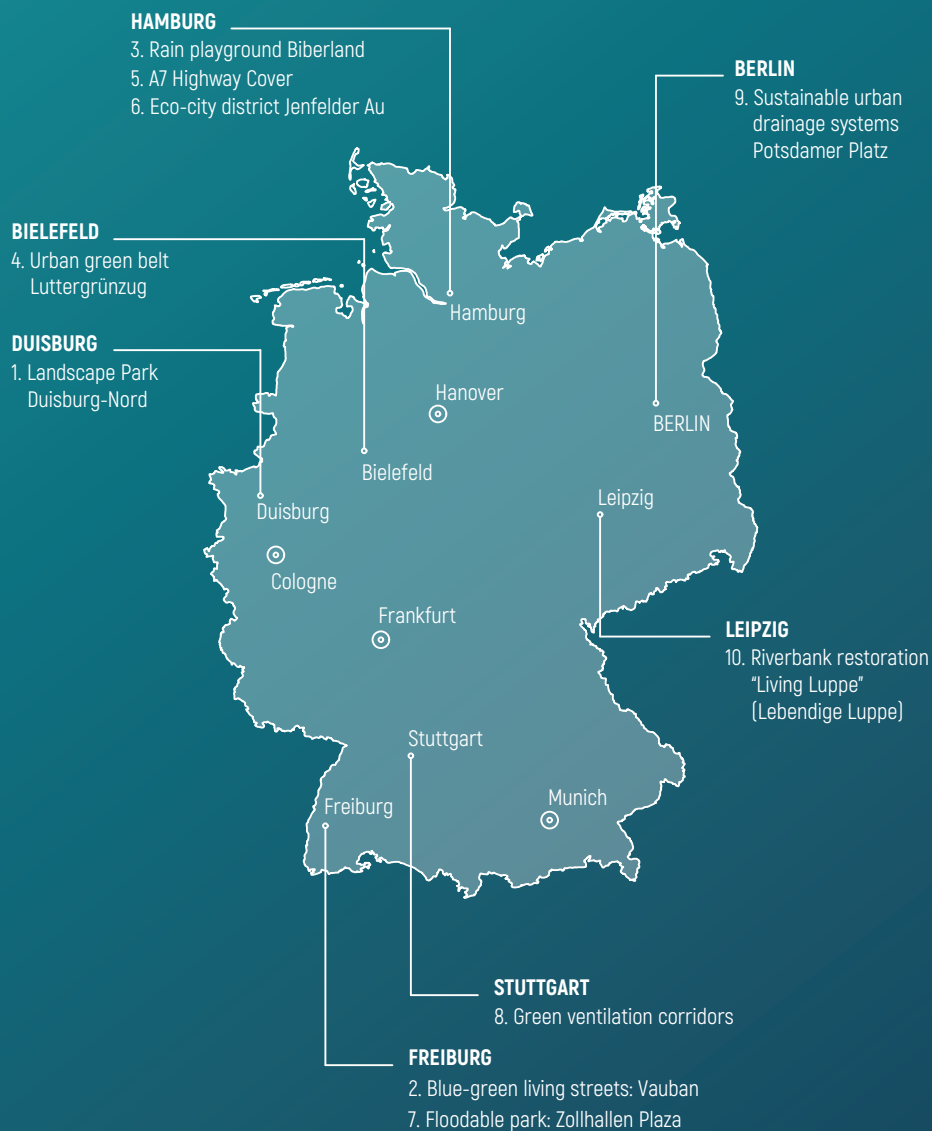 HAMBURG
3. Rain playground Biberland
5. A7 Highway Cover
6. Eco-city district Jenfelder Au
BERLIN
9. Sustainable urban
drainage systems
Potsdamer Platz
BIELEFELD
4. Urban green belt
Luttergrünzug
DUISBURG
1. Landscape Park
Duisburg-Nord
Hamburg
Hanover
BERLIN
Bielefeld
Leipzig
Duisburg
Cologne
Frankfurt
LEIPZIG
10. Riverbank restoration
“Living Luppe”
(Lebendige Luppe)
Stuttgart
Munich
Freiburg
STUTTGART
8. Green ventilation corridors
FREIBURG
2. Blue-green living streets: Vauban
7. Floodable park: Zollhallen Plaza